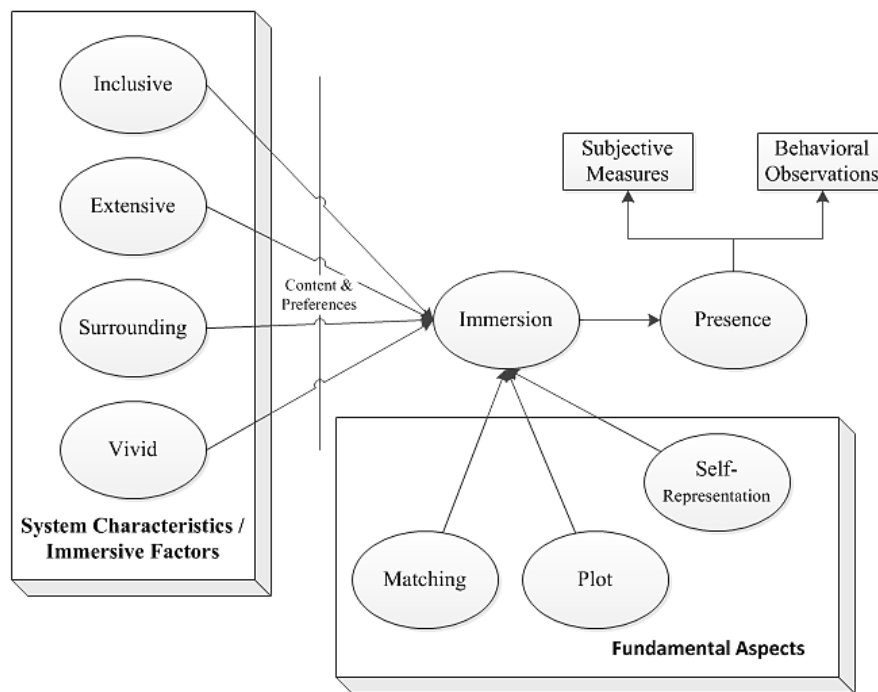 Inclusive
Extensive
Surrounding
Vivid
System Characteristics /
Immersive Factors
Content &
Preferences
Immersion
Presence
Subjective
Measures
Behavioral
Observations
Self-
Representation
Matching
Plot
Fundamental Aspects